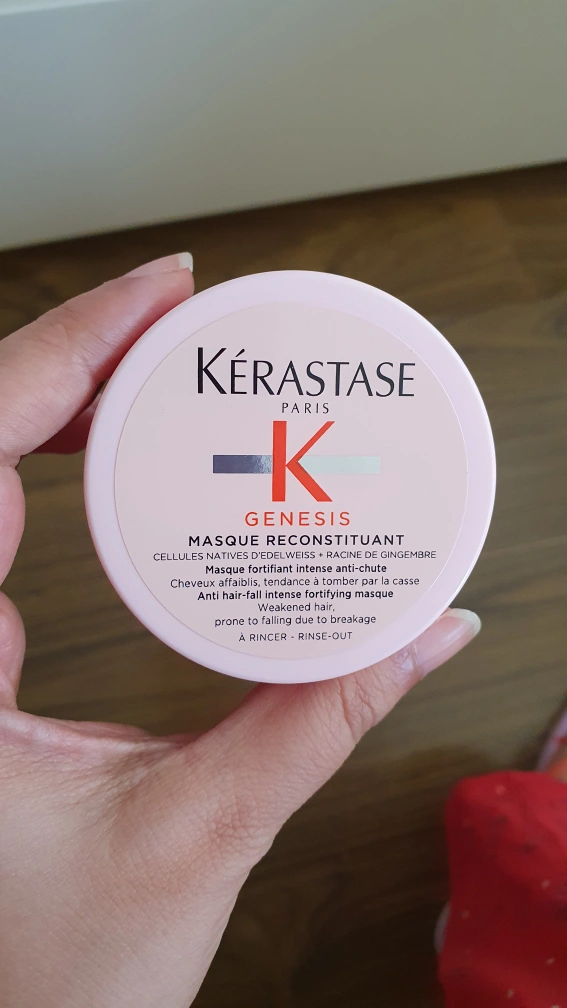 KÉRASTASE
PARIS
K
GENESIS
MASQUE RECONSTITUANT
CELLULES NATIVES D'EDELWEISS + RACINE DE GINGEMBRE
Masque fortifiant intense anti-chute
Cheveux affaiblis, tendance à tomber par la casse
Anti hair-fall intense fortifying masque
Weakened hair,
prone to falling due to breakage
À RINCER - RINSE-OUT